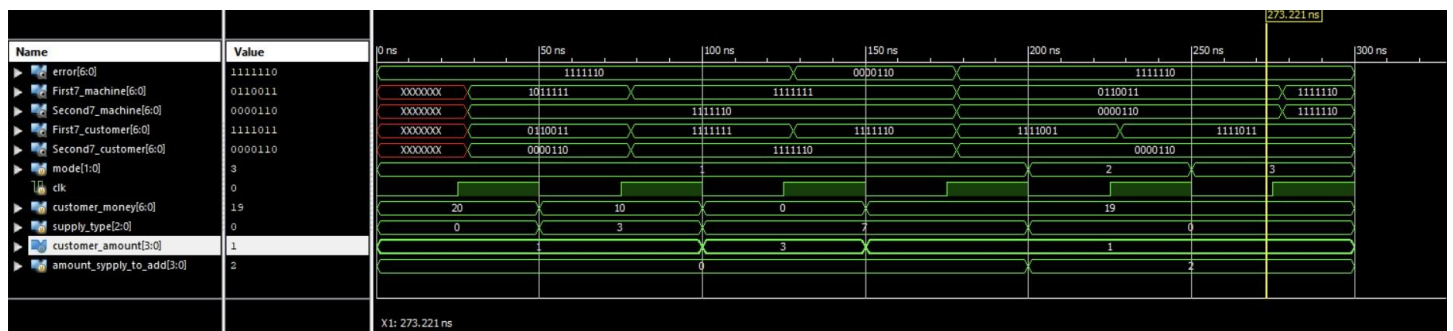 273.221 ns
Name Value 0 ns 50 ns 100 ns 150 ns 200 ns 250 ns 300 ns
error[6:0] 1111110 1111110 0000110 1111110
First7_machine[6:0] 0110011 XXXXXXX 1011111 1111111 0110011 1111110
Second7_machine[6:0] 0000110 XXXXXXX 1111110 0000110 1111110
First7_customer[6:0] 1111011 XXXXXXX 0110011 1111111 1111110 1111001 1111011
Second7_customer[6:0] 0000110 XXXXXXX 0000110 1111110 0000110
mode[1:0] 3 1 2 3
clk 0
customer_money[6:0] 19 20 10 0 19
supply_type[2:0] 0 0 3 7 0
customer_amount[3:0] 1 1 3 1
amount_sypply_to_add[3:0] 2 0 2
X1: 273.221 ns